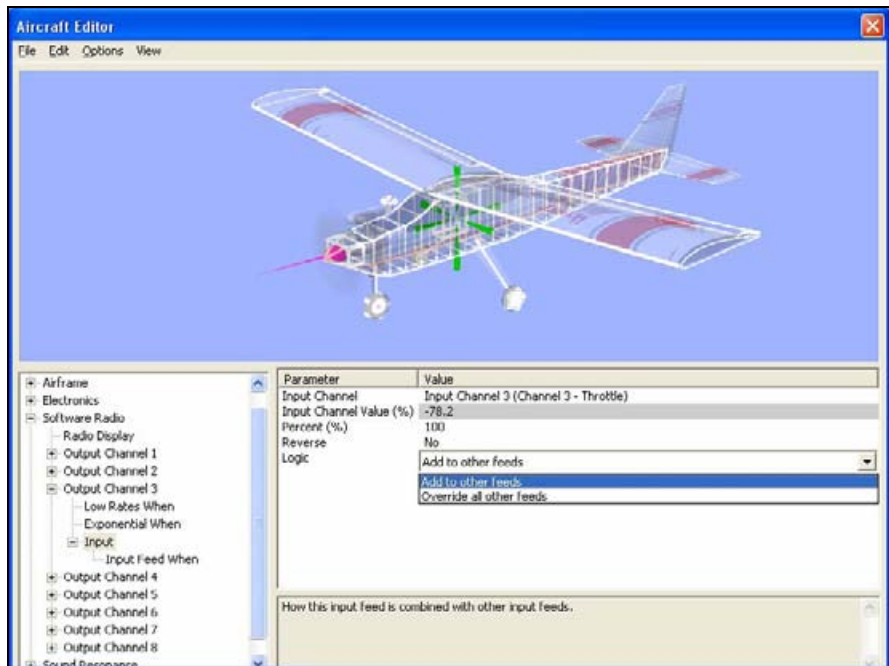 Aircraft Editor
File Edit Options View
Airframe
Electronics
Software Radio
Radio Display
Output Channel 1
Output Channel 2
Output Channel 3
Low Rates When
Exponential When
Input
Input Feed When
Output Channel 4
Output Channel 5
Output Channel 6
Output Channel 7
Output Channel 8
Sound Resonance
Parameter Value
Input Channel Input Channel 3 (Channel 3 - Throttle)
Input Channel Value (%) -78.2
Percent (%) 100
Reverse No
Logic Add to other feeds
Add to other feeds
Override all other feeds
How this input feed is combined with other input feeds.